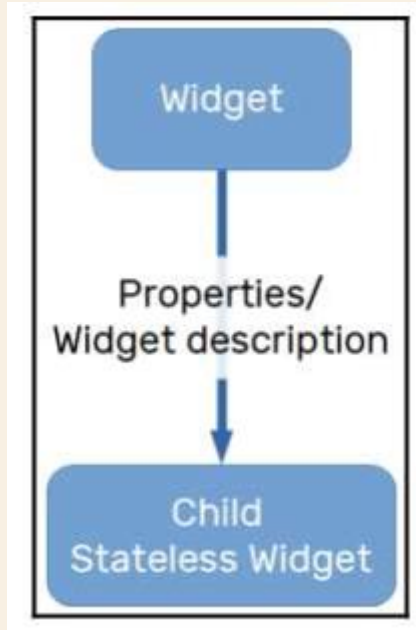 Widget
Properties/
Widget description
Child
Stateless Widget